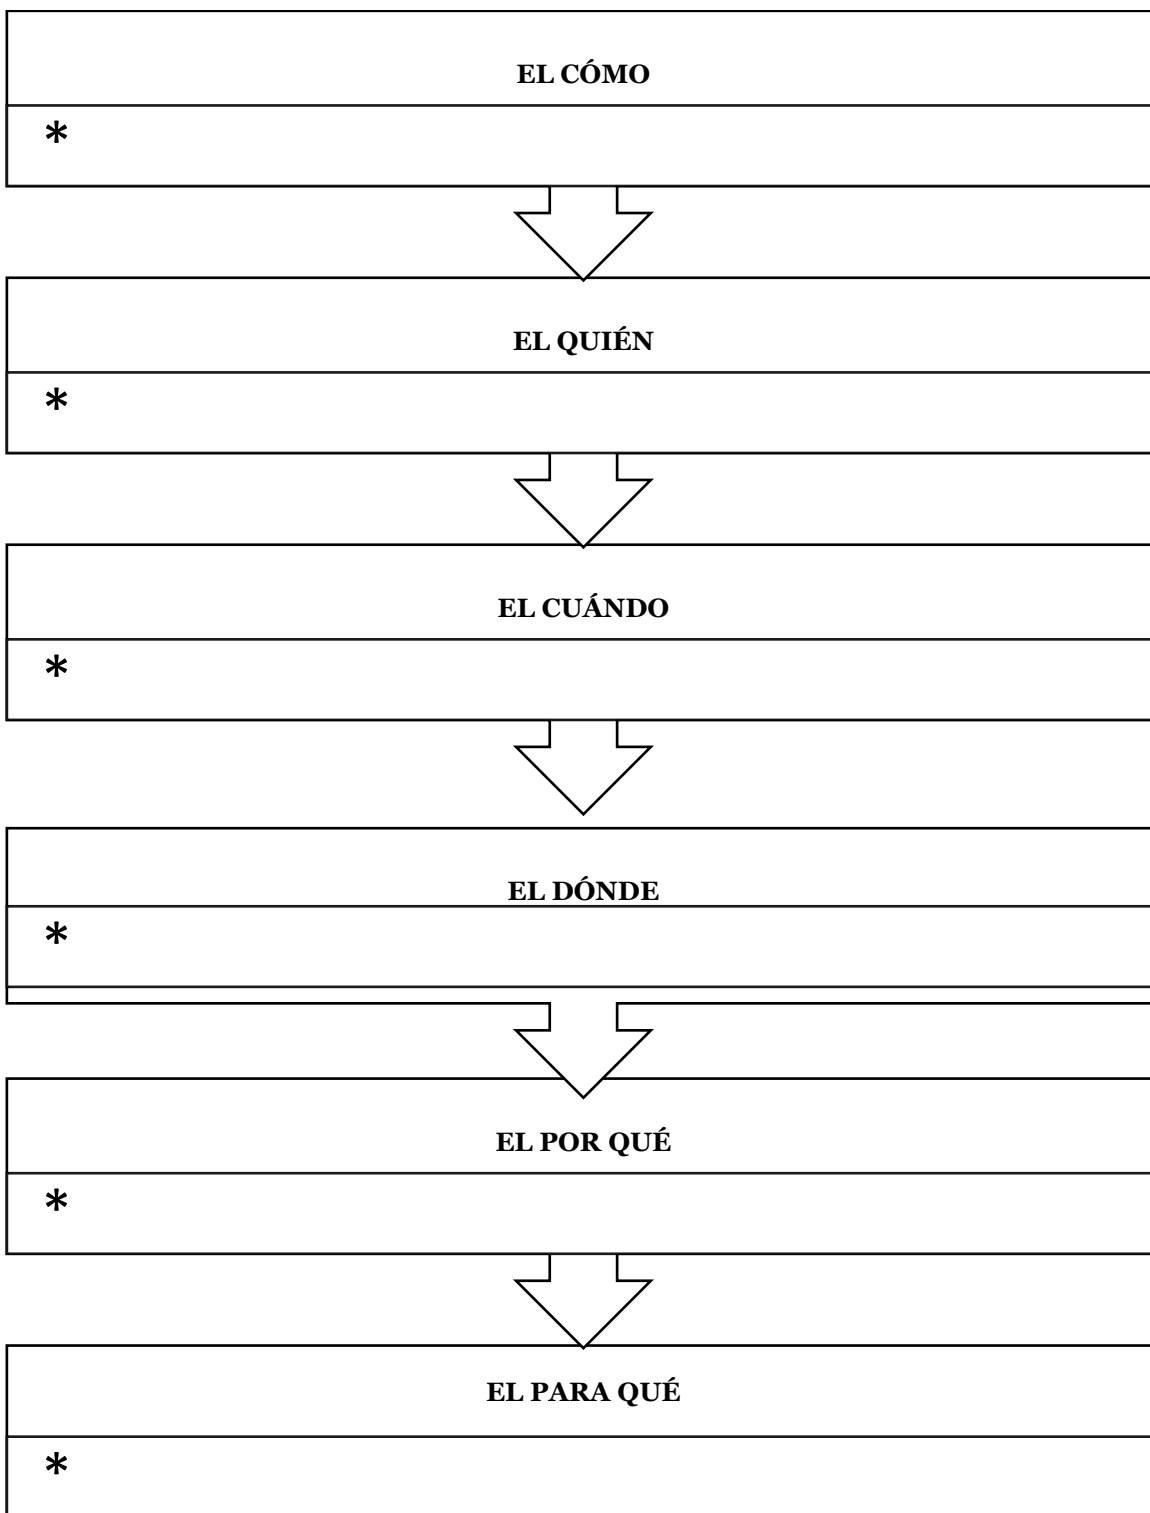 EL CÓMO
*
EL QUIÉN
*
EL CUÁNDO
*
EL DÓNDE
*
EL POR QUÉ
*
EL PARA QUÉ
*